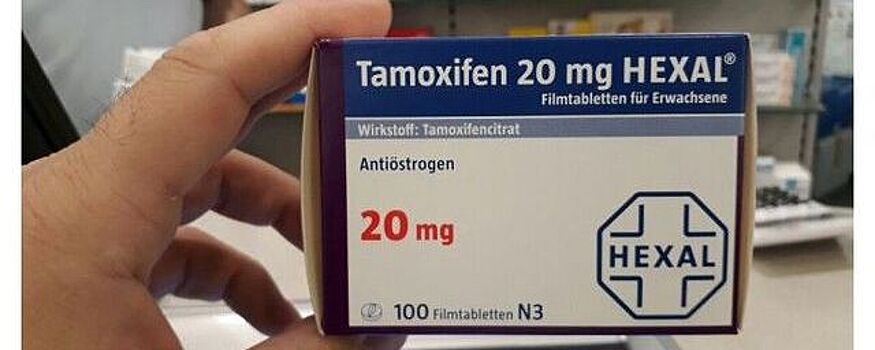 Tamoxifen 20 mg HEXAL®
Filmtabletten für Erwachsene
Wirkstoff: Tamoxifencitrat
Antiöstrogen
20 mg
HEXAL
100 Filmtabletten N3